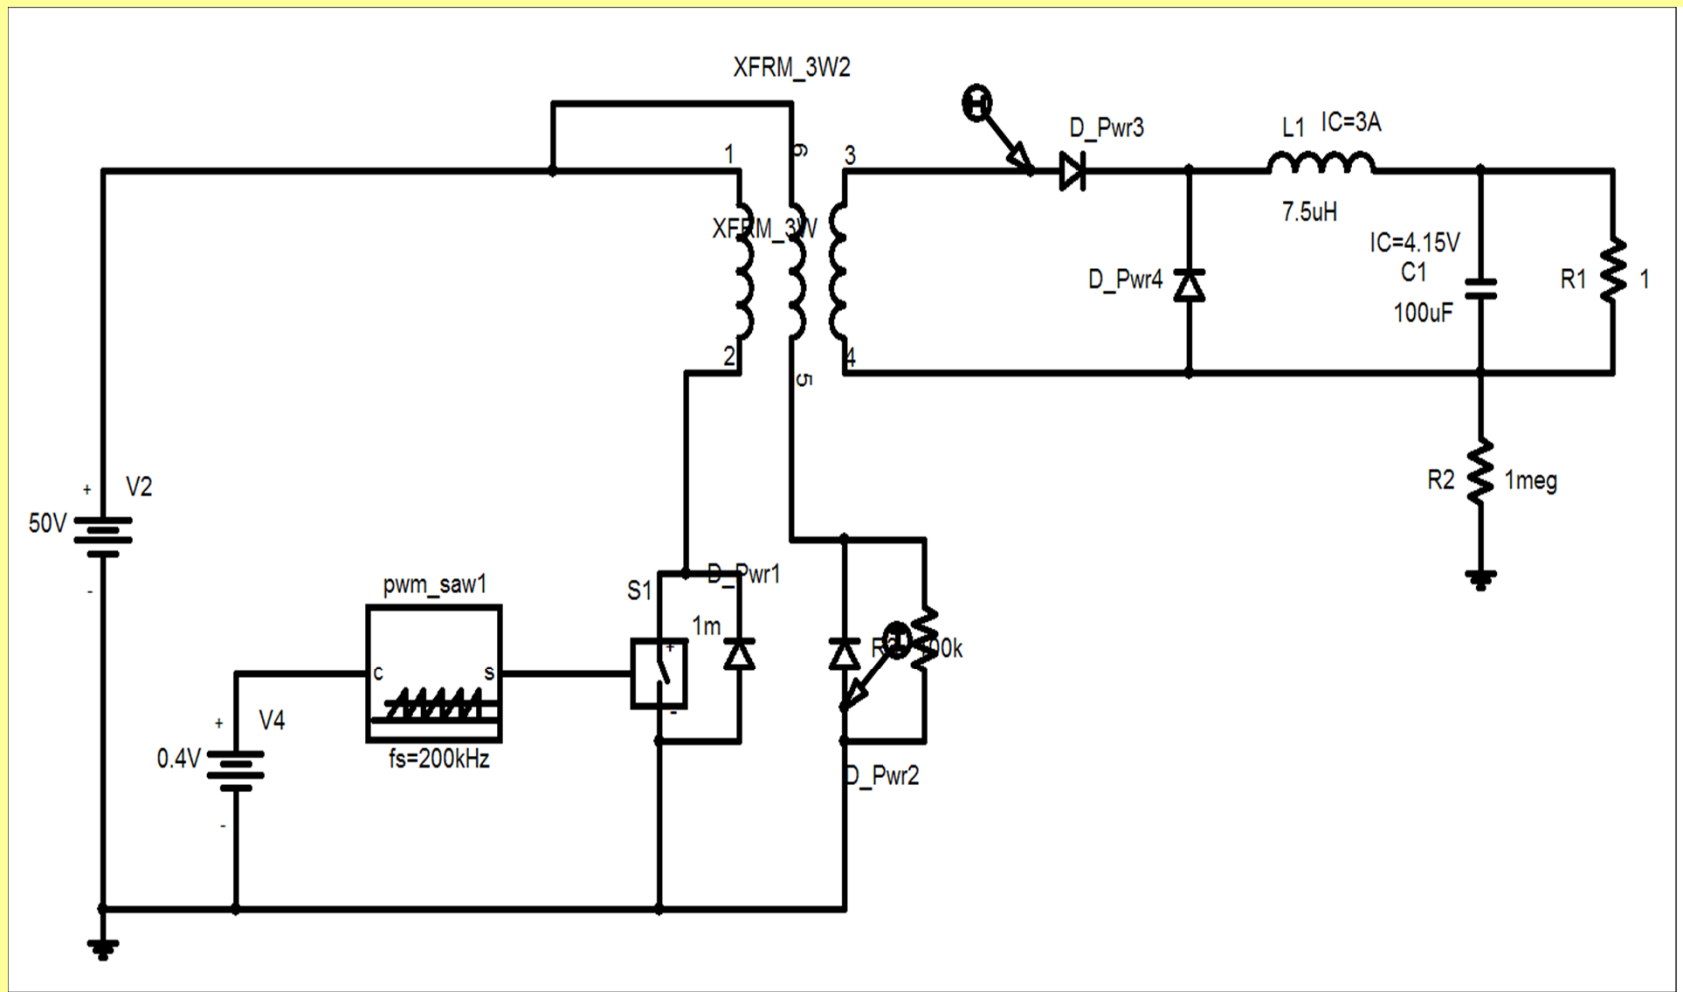 XFRM_3W2
1
6
3
D_Pwr3
L1
IC=3A
7.5uH
XFRM_3W
IC=4.15V
C1
100uF
D_Pwr4
R1
1
2
5
4
R2
1meg
+
V2
50V
-
pwm_saw1
S1
D_Pwr1
1m
+
-
c
s
fs=200kHz
+
V4
0.4V
-
D_Pwr2